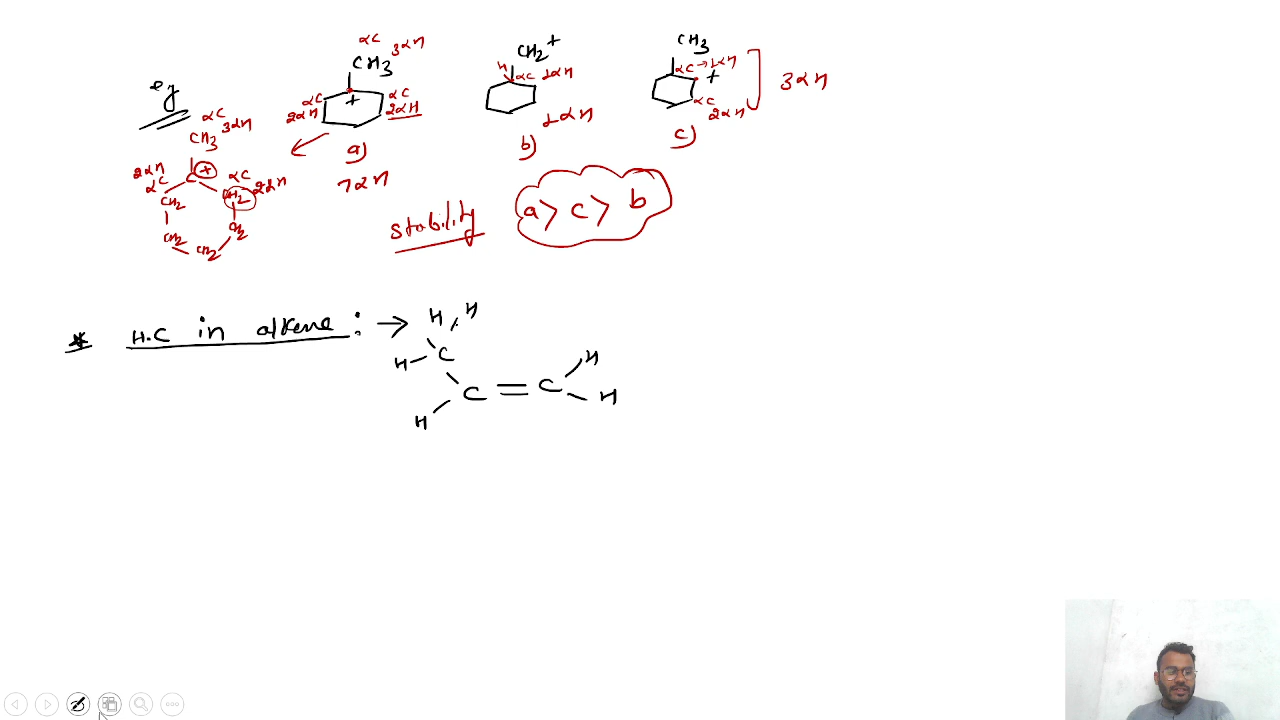 eg
αC
CH3 3αH
αC αC
2αH 2αH
+
a)
7αH
αC
CH3 3αH
2αH + αC
αC C CH2 2αH
CH2
CH2 CH2
CH2
CH2+
H αC 1αH
1αH
b)
CH3
αC→1αH
+
αC
2αH
c)
3αH
stability a > c > b
* H.C in alkene : →
H H
H C
C = C H
H H